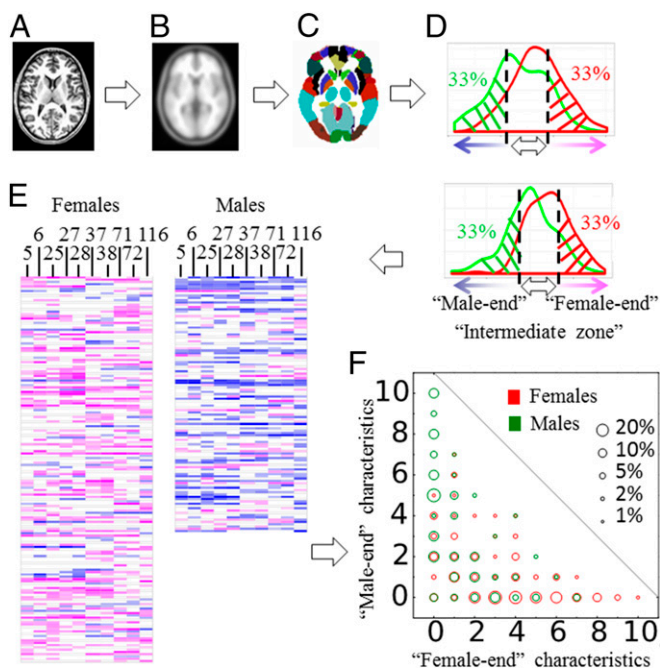 A
B
C
D
33%
33%
33%
33%
"Male-end"
"Female-end"
"Intermediate zone"
E
Females
Males
6 27 37 71 116
5 25 28 38 72
6 27 37 71 116
5 25 28 38 72
F
"Male-end" characteristics
10
8
6
4
2
0
Females
Males
20%
10%
5%
2%
1%
0 2 4 6 8 10
"Female-end" characteristics